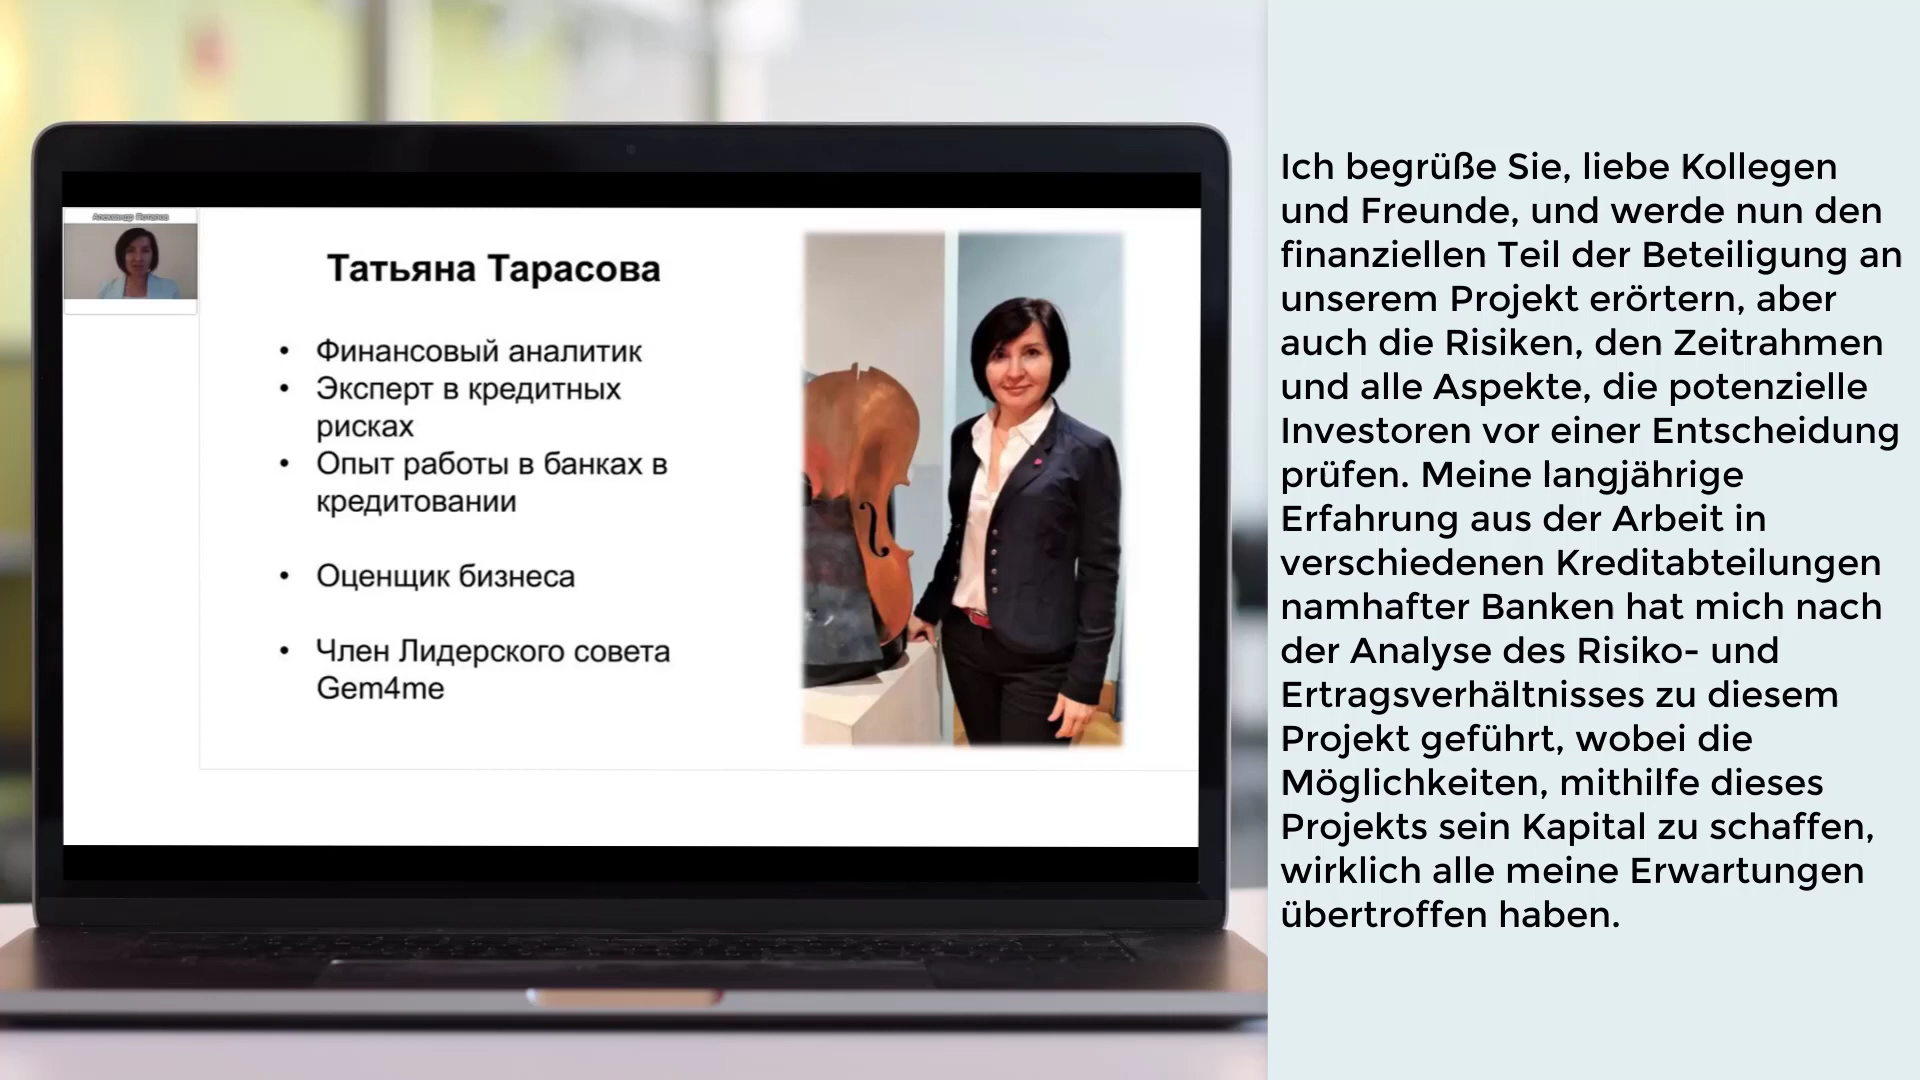 Александр Потапов
Татьяна Тарасова
• Финансовый аналитик
• Эксперт в кредитных
рисках
• Опыт работы в банках в
кредитовании
• Оценщик бизнеса
• Член Лидерского совета
Gem4me
Ich begrüße Sie, liebe Kollegen
und Freunde, und werde nun den
finanziellen Teil der Beteiligung an
unserem Projekt erörtern, aber
auch die Risiken, den Zeitrahmen
und alle Aspekte, die potenzielle
Investoren vor einer Entscheidung
prüfen. Meine langjährige
Erfahrung aus der Arbeit in
verschiedenen Kreditabteilungen
namhafter Banken hat mich nach
der Analyse des Risiko- und
Ertragsverhältnisses zu diesem
Projekt geführt, wobei die
Möglichkeiten, mithilfe dieses
Projekts sein Kapital zu schaffen,
wirklich alle meine Erwartungen
übertroffen haben.